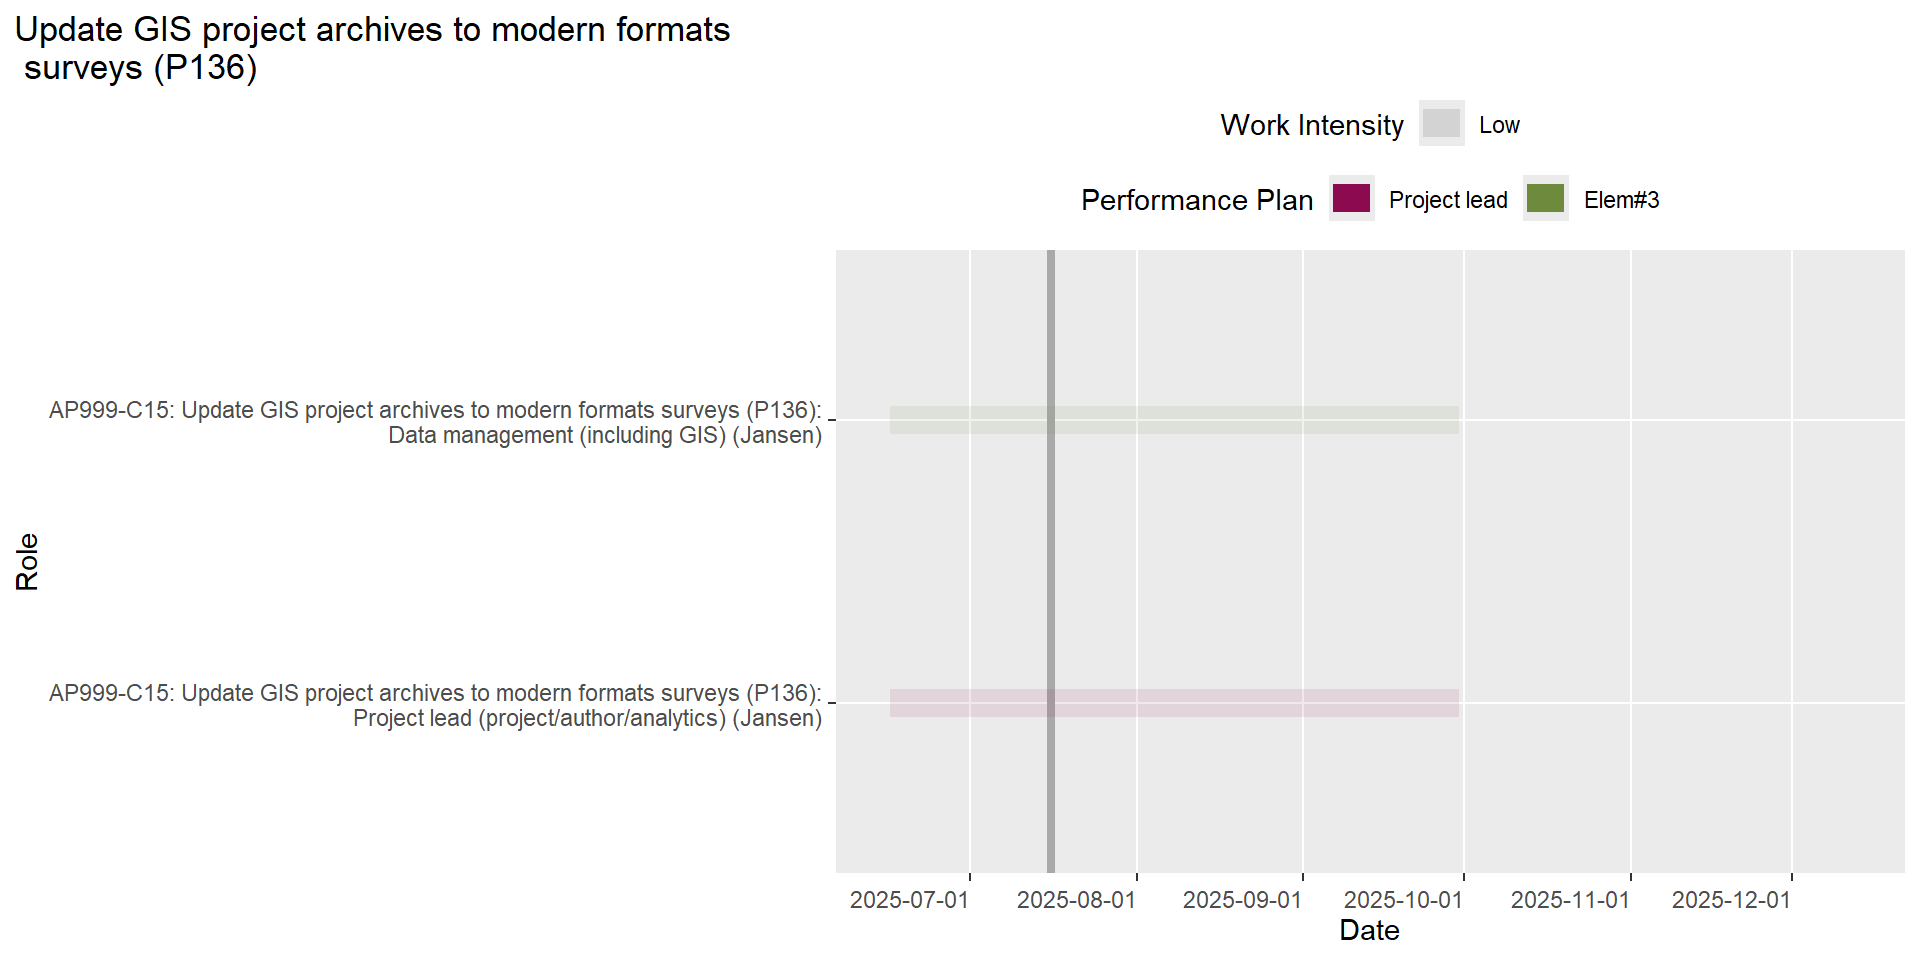 Update GIS project archives to modern formats
surveys (P136)
Work Intensity Low
Performance Plan Project lead Elem#3
AP999-C15: Update GIS project archives to modern formats surveys (P136):
Data management (including GIS) (Jansen)
Role
AP999-C15: Update GIS project archives to modern formats surveys (P136):
Project lead (project/author/analytics) (Jansen)
2025-07-01 2025-08-01 2025-09-01 2025-10-01 2025-11-01 2025-12-01
Date